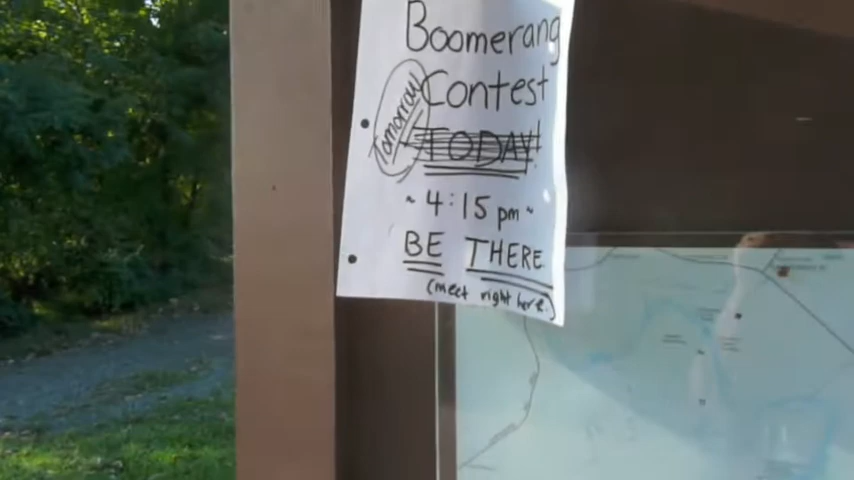 Boomerang
Contest
Tomorrow
TODAY!
~ 4:15 pm ~
BE THERE
(meet right here.)